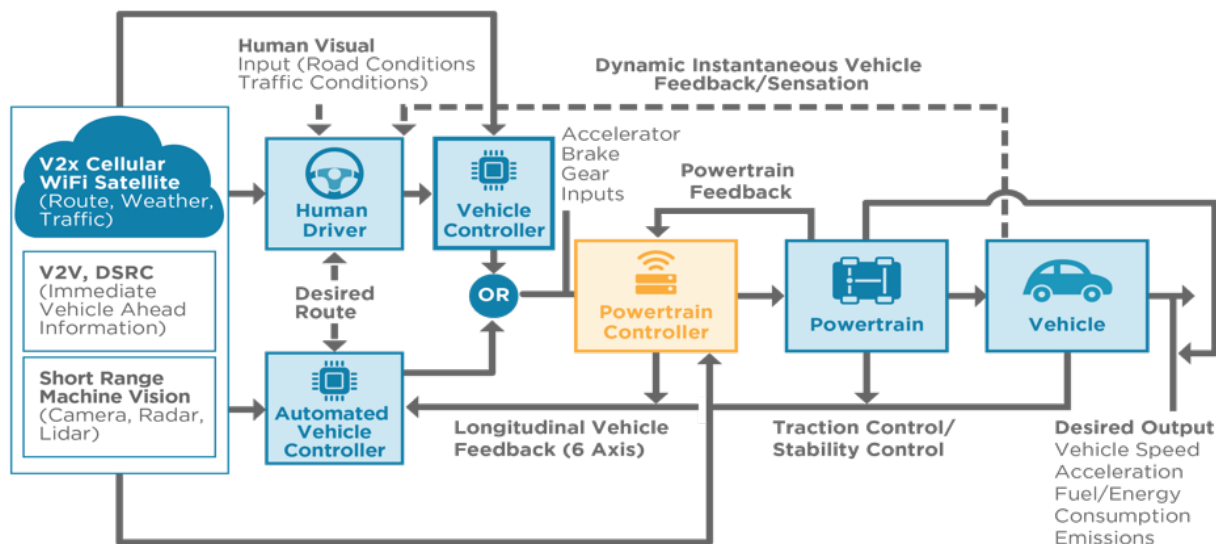 Human Visual
Input (Road Conditions
Traffic Conditions)
Dynamic Instantaneous Vehicle
Feedback/Sensation
V2x Cellular
WiFi Satellite
(Route, Weather,
Traffic)
V2V, DSRC
(Immediate
Vehicle Ahead
Information)
Short Range
Machine Vision
(Camera, Radar,
Lidar)
Human
Driver
Vehicle
Controller
Accelerator
Brake
Gear
Inputs
Powertrain
Feedback
Desired
Route
OR
Powertrain
Controller
Powertrain
Vehicle
Automated
Vehicle
Controller
Longitudinal Vehicle
Feedback (6 Axis)
Traction Control/
Stability Control
Desired Output
Vehicle Speed
Acceleration
Fuel/Energy
Consumption
Emissions